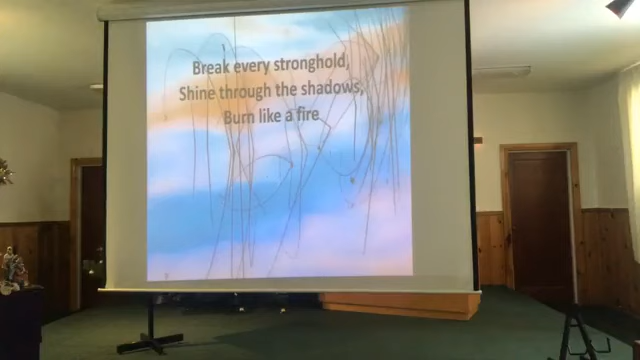 Break every stronghold,
Shine through the shadows,
Burn like a fire